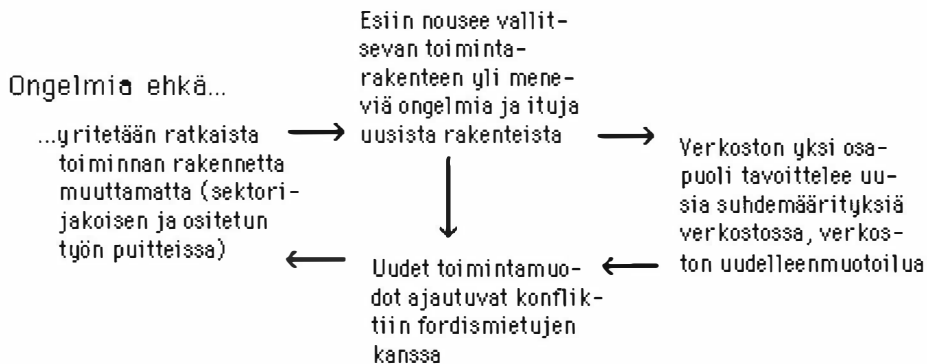 Esiin nousee vallit-
sevan toiminta-
rakenteen yli mene-
viä ongelmia ja ituja
uusista rakenteista
Ongelmia ehkä...
...yritetään ratkaista
toiminnan rakennetta
muuttamatta (sektori-
jakoisen ja ositetun
työn puitteissa)
Verkoston yksi osa-
puoli tavoittelee uu-
sia suhdemäärityksiä
verkostossa, verkos-
ton uudelleenmuotoilua
Uudet toimintamuo-
dot ajautuvat konflik-
tiin fordismietujen
kanssa